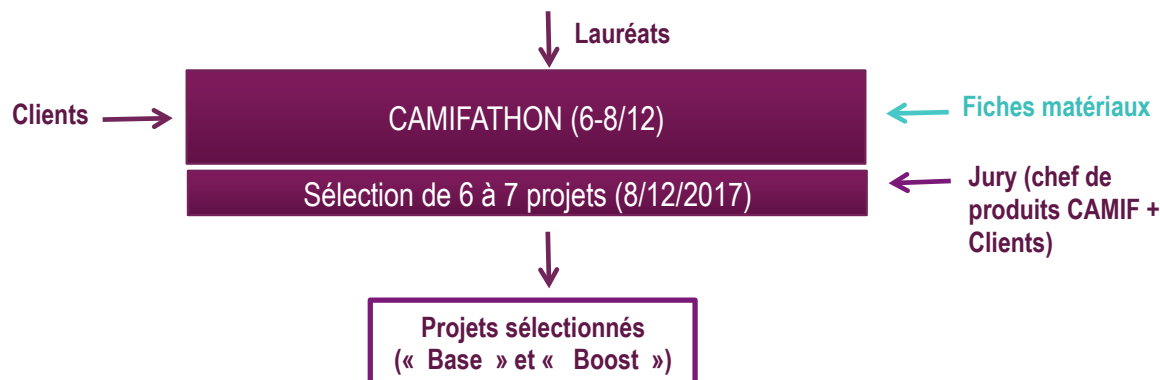 Lauréats
Clients
CAMIFATHON (6-8/12)
Fiches matériaux
Sélection de 6 à 7 projets (8/12/2017)
Jury (chef de
produits CAMIF +
Clients)
Projets sélectionnés
(« Base » et « Boost »)